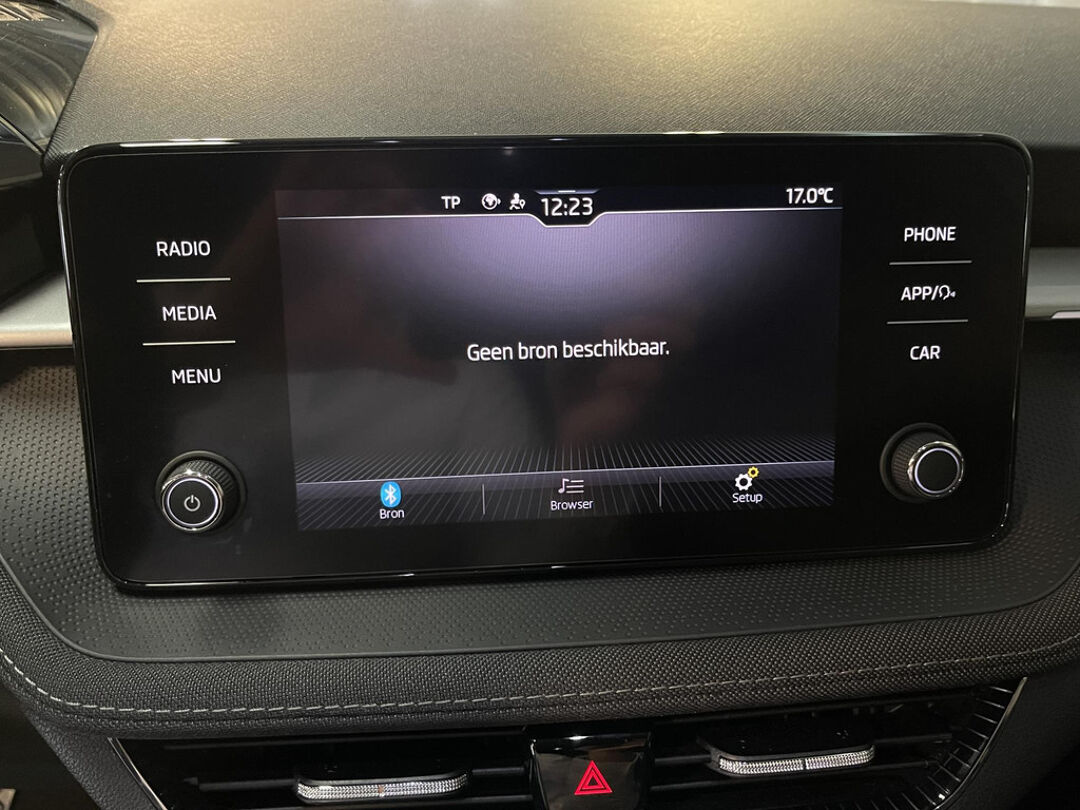 TP 12:23 17.0°C
RADIO
MEDIA
MENU
Geen bron beschikbaar.
PHONE
APP/
CAR
Bron Browser Setup